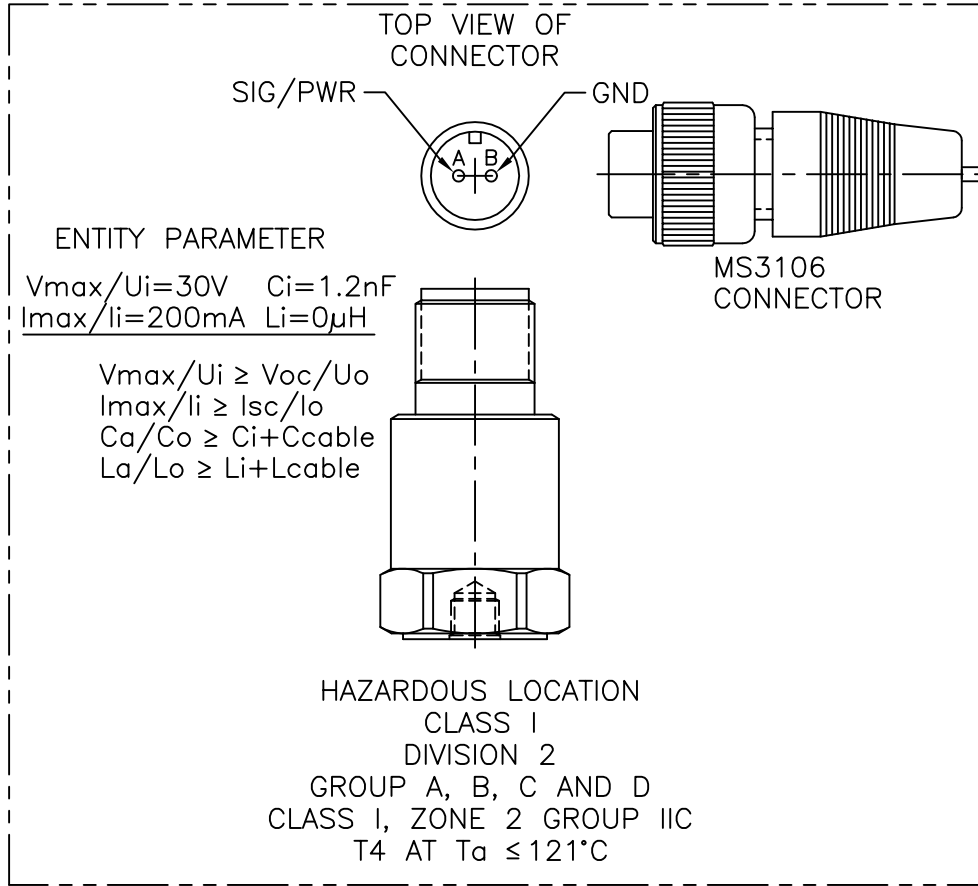 TOP VIEW OF
CONNECTOR
SIG/PWR
GND
A B
MS3106
CONNECTOR
ENTITY PARAMETER
Vmax/Ui=30V Ci=1.2nF
Imax/Ii=200mA Li=0µH
Vmax/Ui ≥ Voc/Uo
Imax/Ii ≥ Isc/Io
Ca/Co ≥ Ci+Ccable
La/Lo ≥ Li+Lcable
HAZARDOUS LOCATION
CLASS I
DIVISION 2
GROUP A, B, C AND D
CLASS I, ZONE 2 GROUP IIC
T4 AT Ta ≤121°C